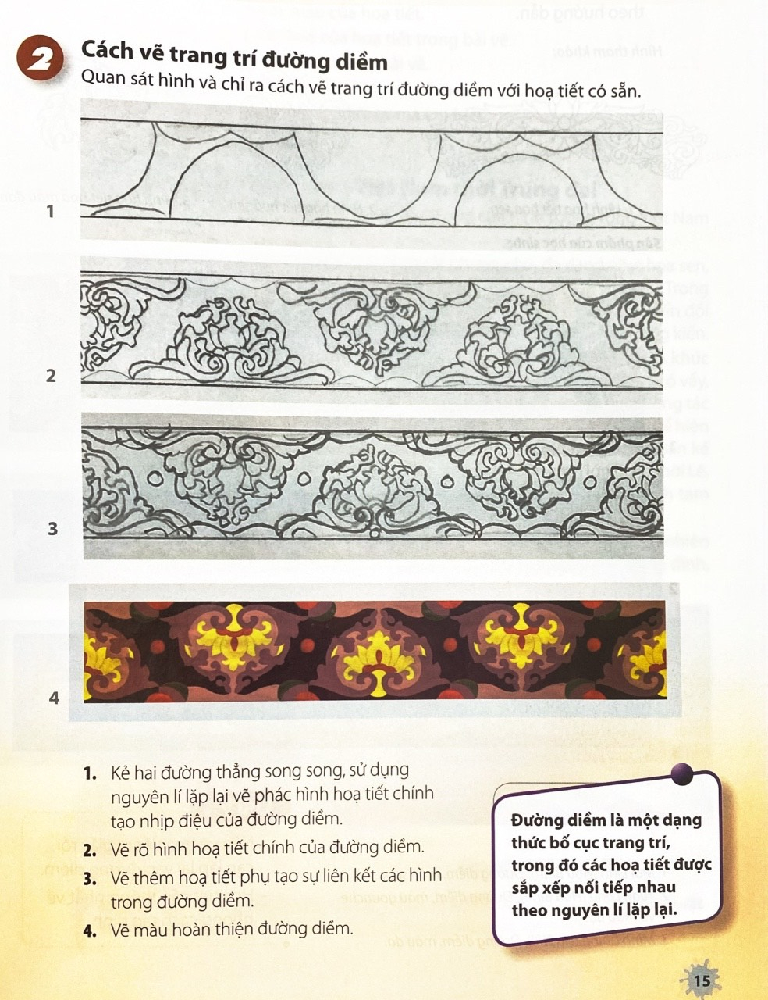 2
Cách vẽ trang trí đường diềm
Quan sát hình và chỉ ra cách vẽ trang trí đường diềm với hoạ tiết có sẵn.
1
2
3
4
1. Kẻ hai đường thẳng song song, sử dụng
nguyên lí lặp lại vẽ phác hình hoạ tiết chính
tạo nhịp điệu của đường diềm.
2. Vẽ rõ hình hoạ tiết chính của đường diềm.
3. Vẽ thêm hoạ tiết phụ tạo sự liên kết các hình
trong đường diềm.
4. Vẽ màu hoàn thiện đường diềm.
Đường diềm là một dạng
thức bố cục trang trí,
trong đó các hoạ tiết được
sắp xếp nối tiếp nhau
theo nguyên lí lặp lại.
15